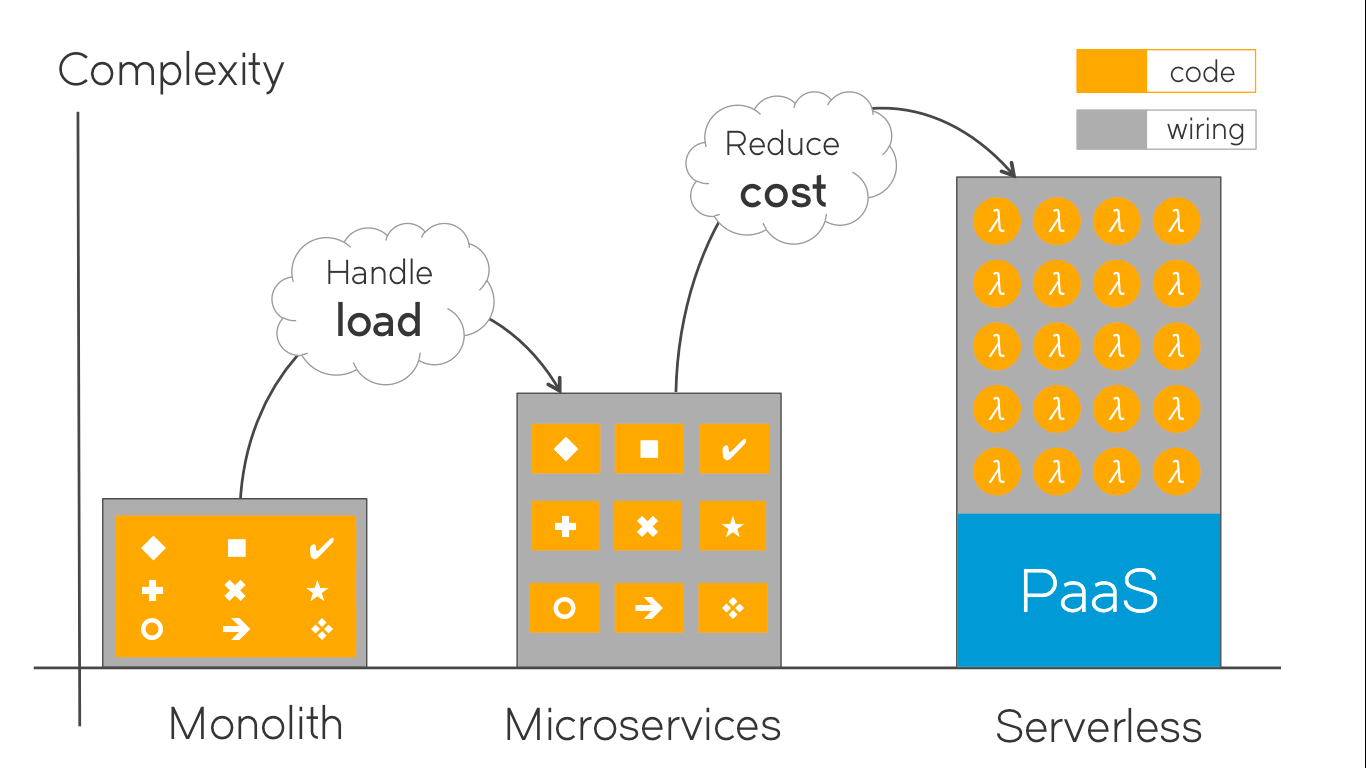 Complexity
code
wiring
Reduce
cost
Handle
load
λ λ λ λ
λ λ λ λ
λ λ λ λ
λ λ λ λ
λ λ λ λ
PaaS
Monolith
Microservices
Serverless